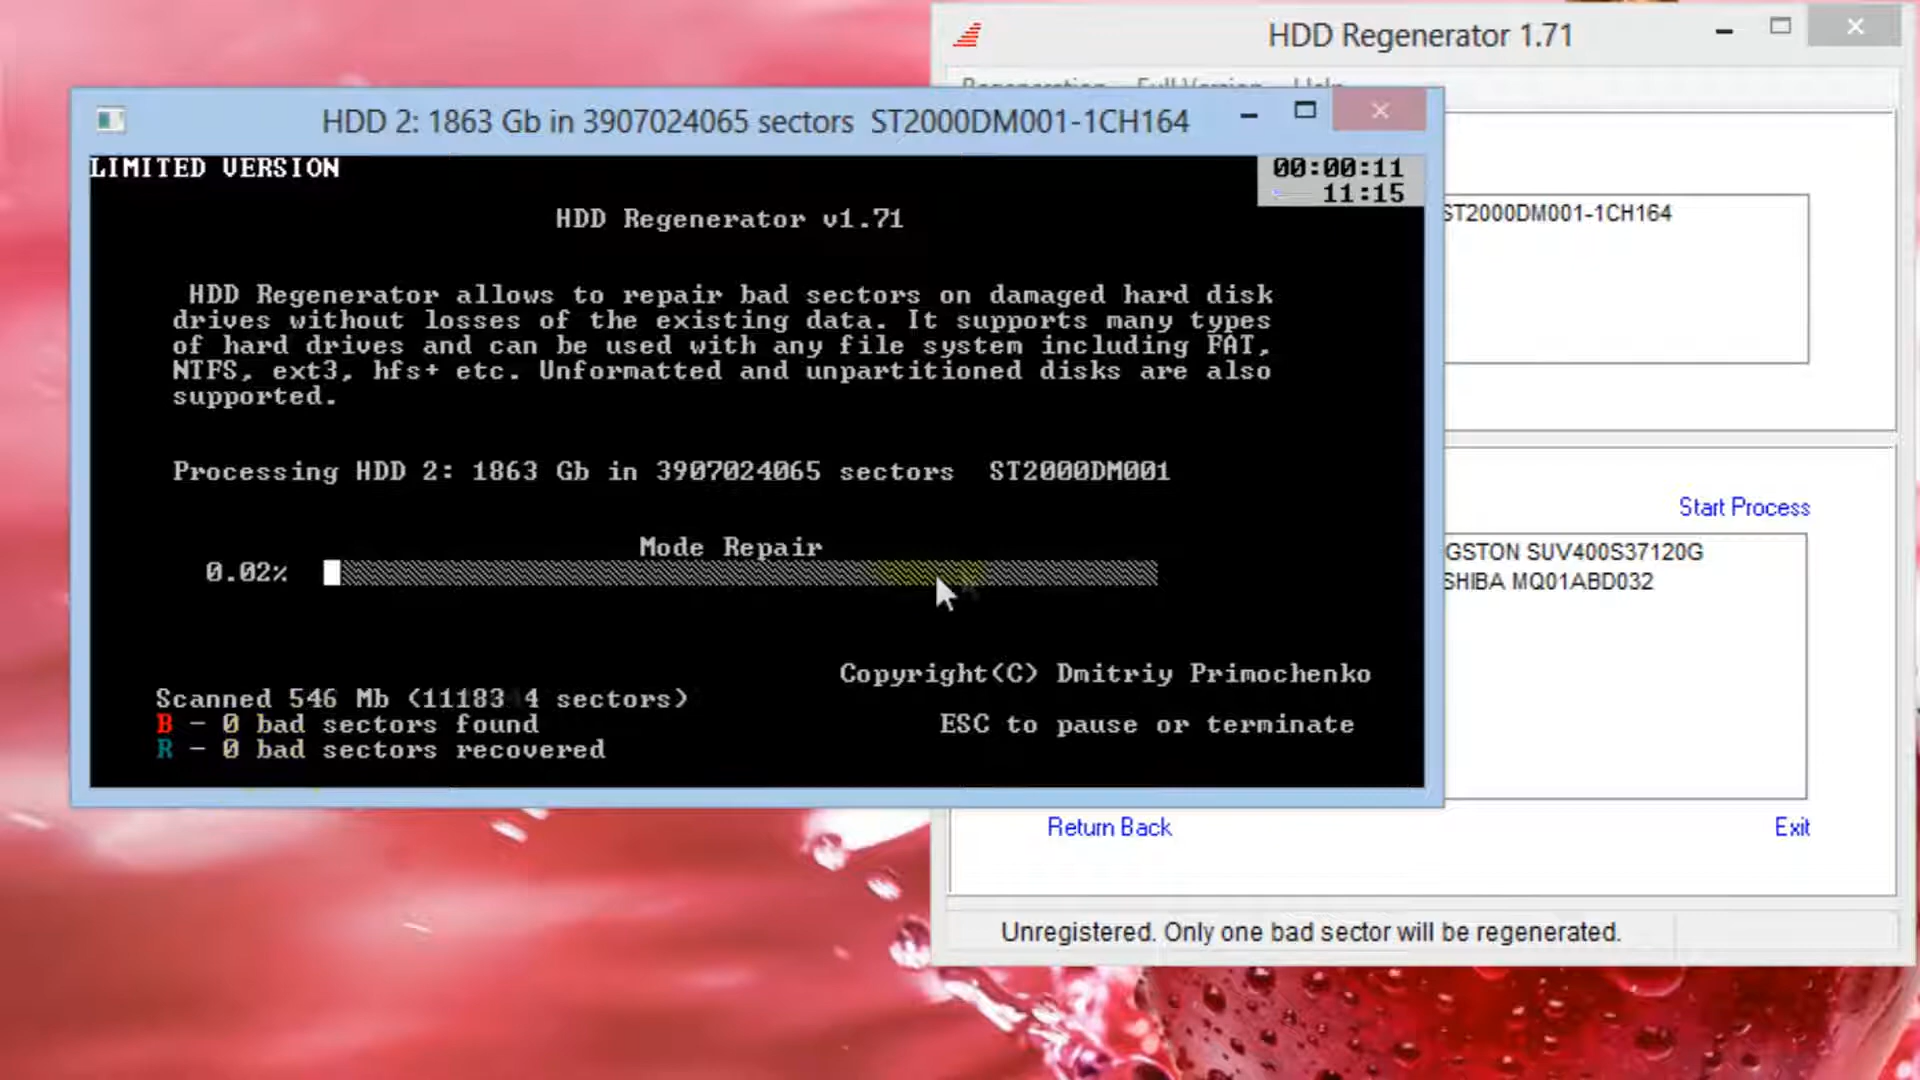 HDD Regenerator 1.71
HDD 2: 1863 Gb in 3907024065 sectors ST2000DM001-1CH164
LIMITED VERSION
00:00:11
11:15
HDD Regenerator v1.71
HDD Regenerator allows to repair bad sectors on damaged hard disk
drives without losses of the existing data. It supports many types
of hard drives and can be used with any file system including FAT,
NTFS, ext3, hfs+ etc. Unformatted and unpartitioned disks are also
supported.
Processing HDD 2: 1863 Gb in 3907024065 sectors ST2000DM001
Mode Repair
0.02%
Copyright(C) Dmitriy Primochenko
Scanned 546 Mb (11183 4 sectors)
B - 0 bad sectors found
ESC to pause or terminate
R - 0 bad sectors recovered
ST2000DM001-1CH164
Start Process
GSTON SUV400S37120G
SHIBA MQ01ABD032
Return Back
Exit
Unregistered. Only one bad sector will be regenerated.